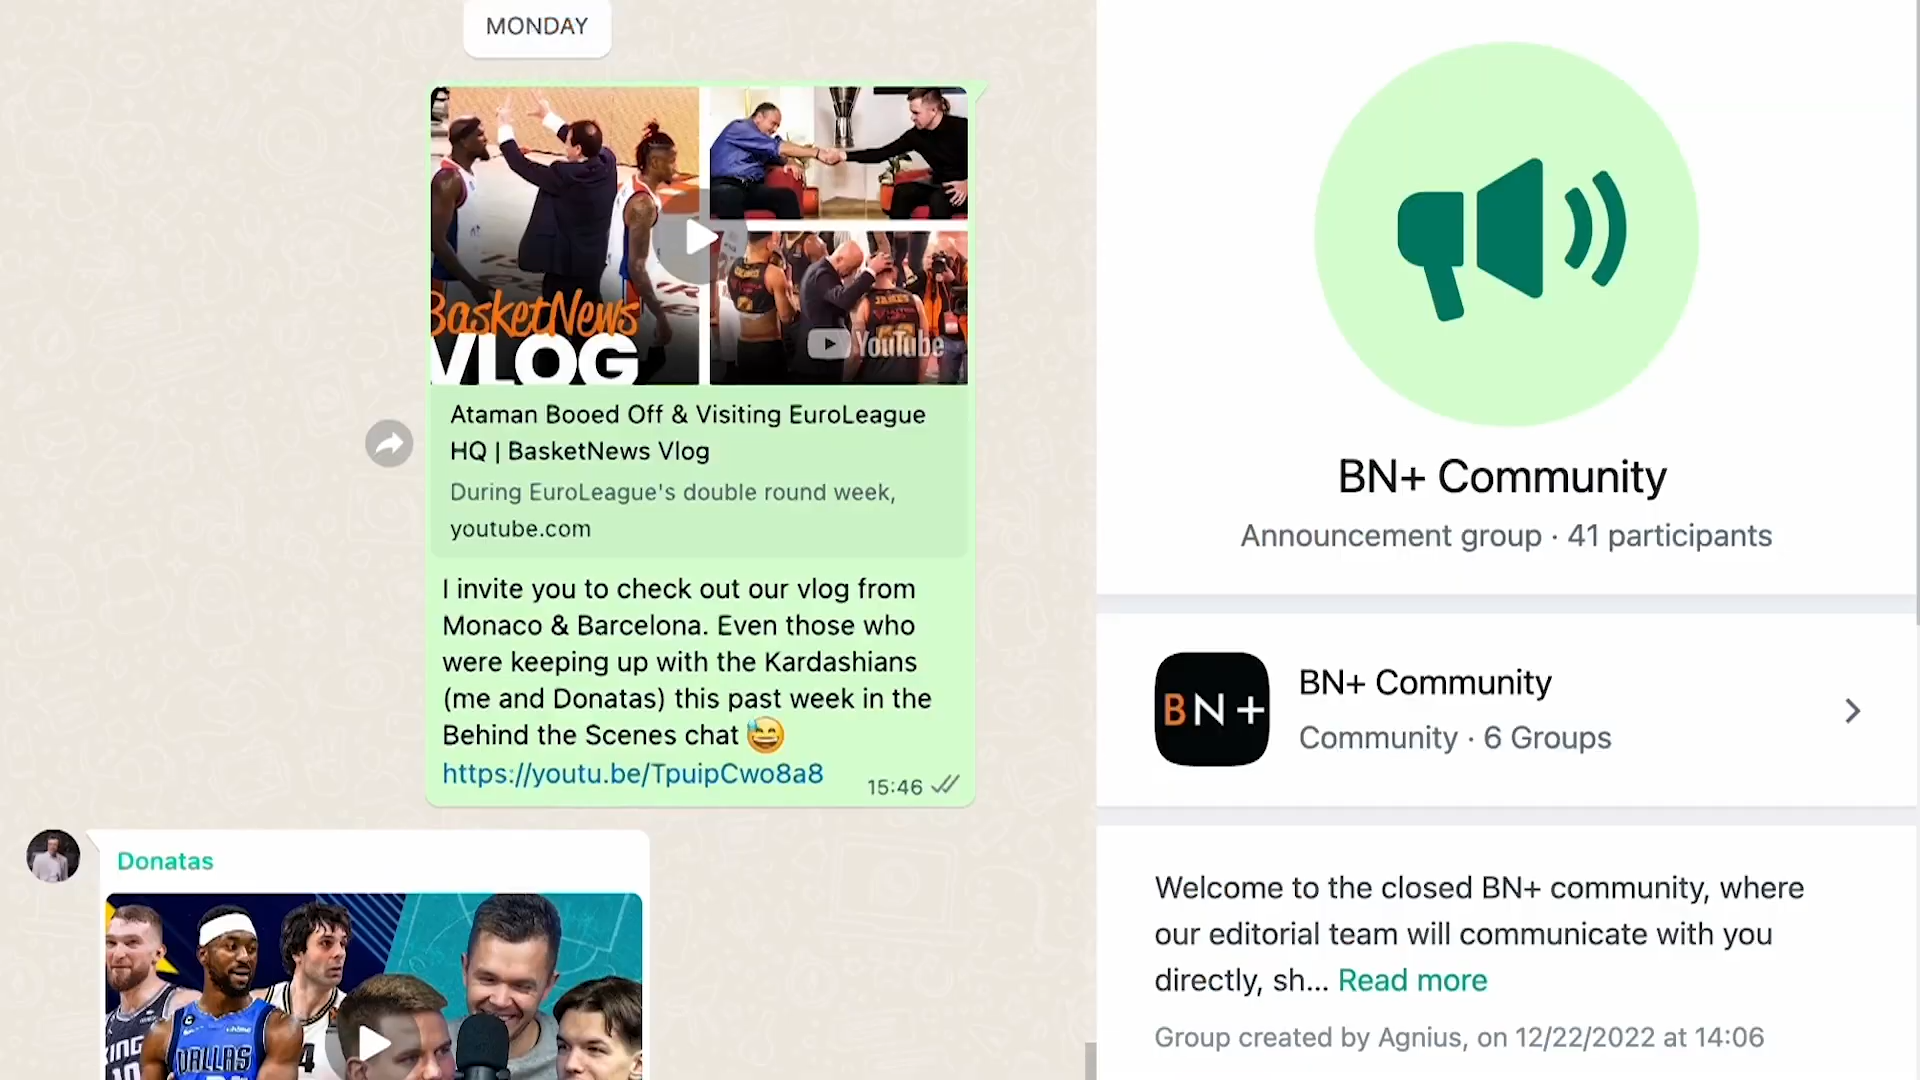 MONDAY
BasketNews
VLOG
JAMES
YouTube
Ataman Booed Off & Visiting EuroLeague
HQ | BasketNews Vlog
During EuroLeague's double round week,
youtube.com
I invite you to check out our vlog from
Monaco & Barcelona. Even those who
were keeping up with the Kardashians
(me and Donatas) this past week in the
Behind the Scenes chat 😅
https://youtu.be/TpuipCwo8a8
15:46
Donatas
DALLAS
BN+ Community
Announcement group · 41 participants
BN+
BN+ Community
Community · 6 Groups
Welcome to the closed BN+ community, where
our editorial team will communicate with you
directly, sh... Read more
Group created by Agnius, on 12/22/2022 at 14:06